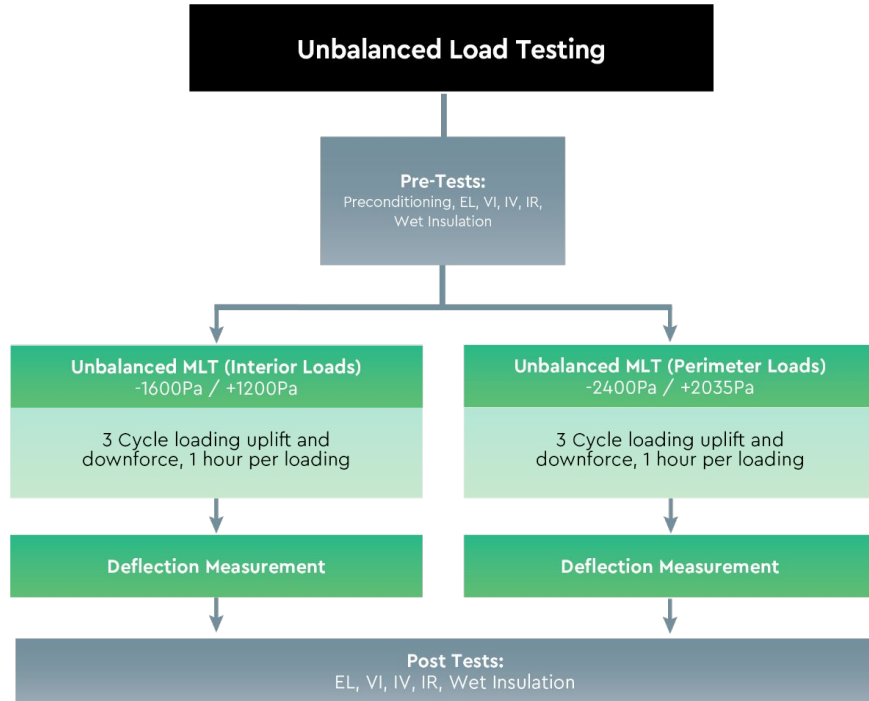 Unbalanced Load Testing
Pre-Tests:
Preconditioning, EL, VI, IV, IR,
Wet Insulation
Unbalanced MLT (Interior Loads)
-1600Pa / +1200Pa
3 Cycle loading uplift and
downforce, 1 hour per loading
Deflection Measurement
Unbalanced MLT (Perimeter Loads)
-2400Pa / +2035Pa
3 Cycle loading uplift and
downforce, 1 hour per loading
Deflection Measurement
Post Tests:
EL, VI, IV, IR, Wet Insulation